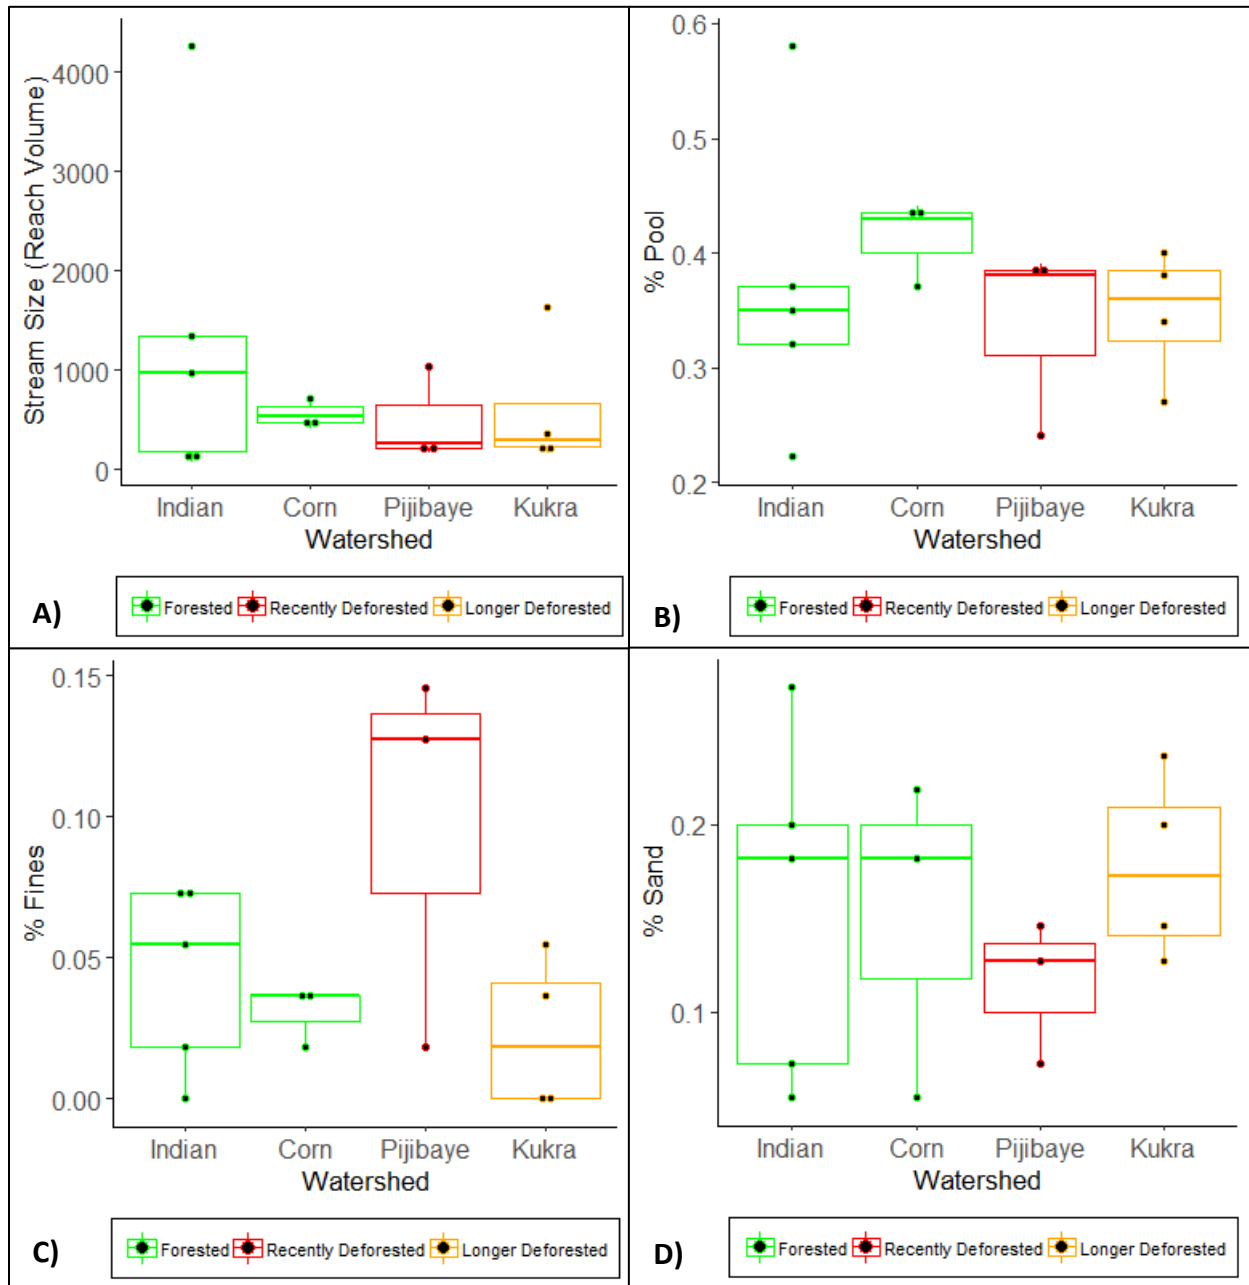 Stream Size (Reach Volume)
4000
3000
2000
1000
0
Indian Corn Pijibaye Kukra
Watershed
A)
Forested Recently Deforested Longer Deforested
% Pool
0.6
0.5
0.4
0.3
0.2
Indian Corn Pijibaye Kukra
Watershed
B)
Forested Recently Deforested Longer Deforested
% Fines
0.15
0.10
0.05
0.00
Indian Corn Pijibaye Kukra
Watershed
C)
Forested Recently Deforested Longer Deforested
% Sand
0.2
0.1
Indian Corn Pijibaye Kukra
Watershed
D)
Forested Recently Deforested Longer Deforested